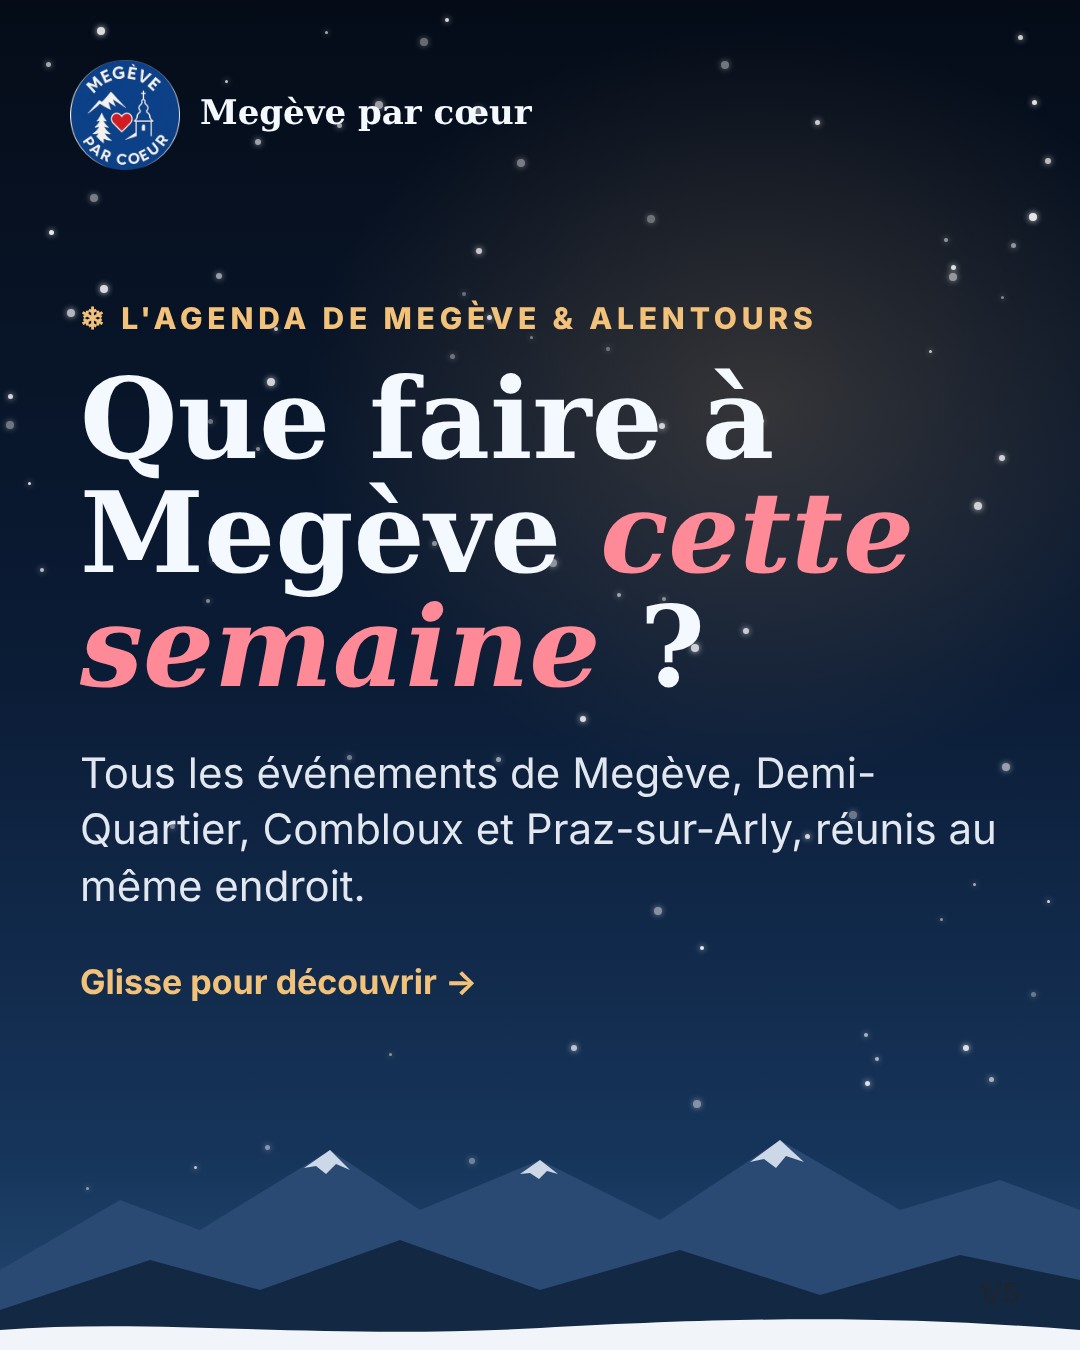 MEGÈVE
PAR COEUR
Megève par cœur
❄ L'AGENDA DE MEGÈVE & ALENTOURS
Que faire à
Megève cette
semaine ?
Tous les événements de Megève, Demi-
Quartier, Combloux et Praz-sur-Arly, réunis au
même endroit.
Glisse pour découvrir →